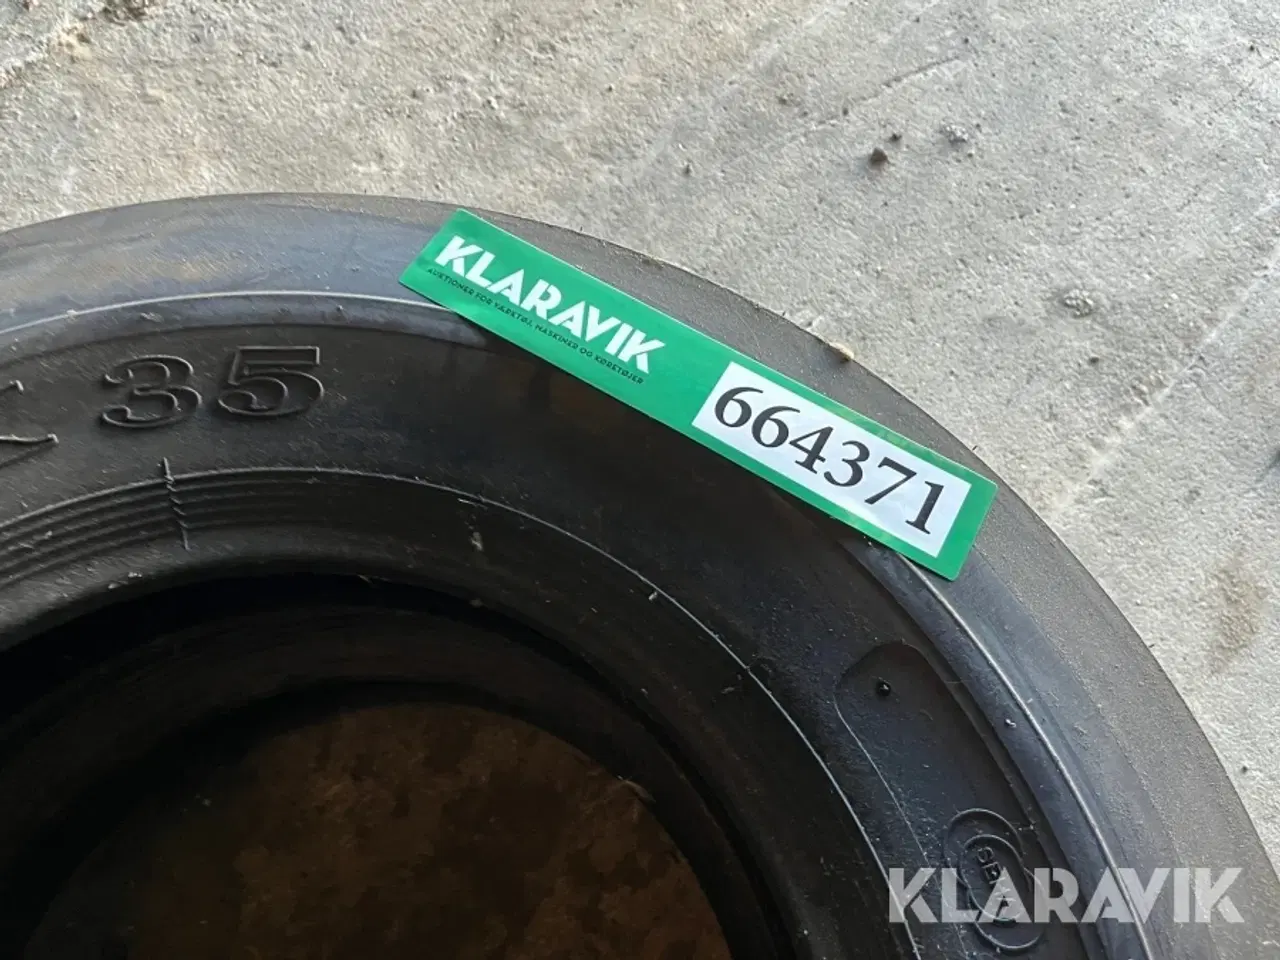 KLARAVIK
AUKTIONER FOR VÆRKTØJ, MASKINER OG KØRETØJER
664371
35
KLARAVIK